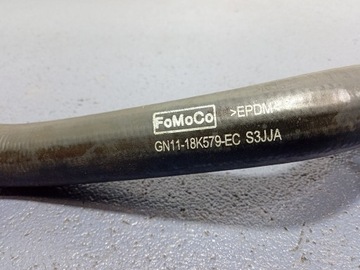 FoMoCo
>EPDM<
GN11-18K579-EC S3JJA